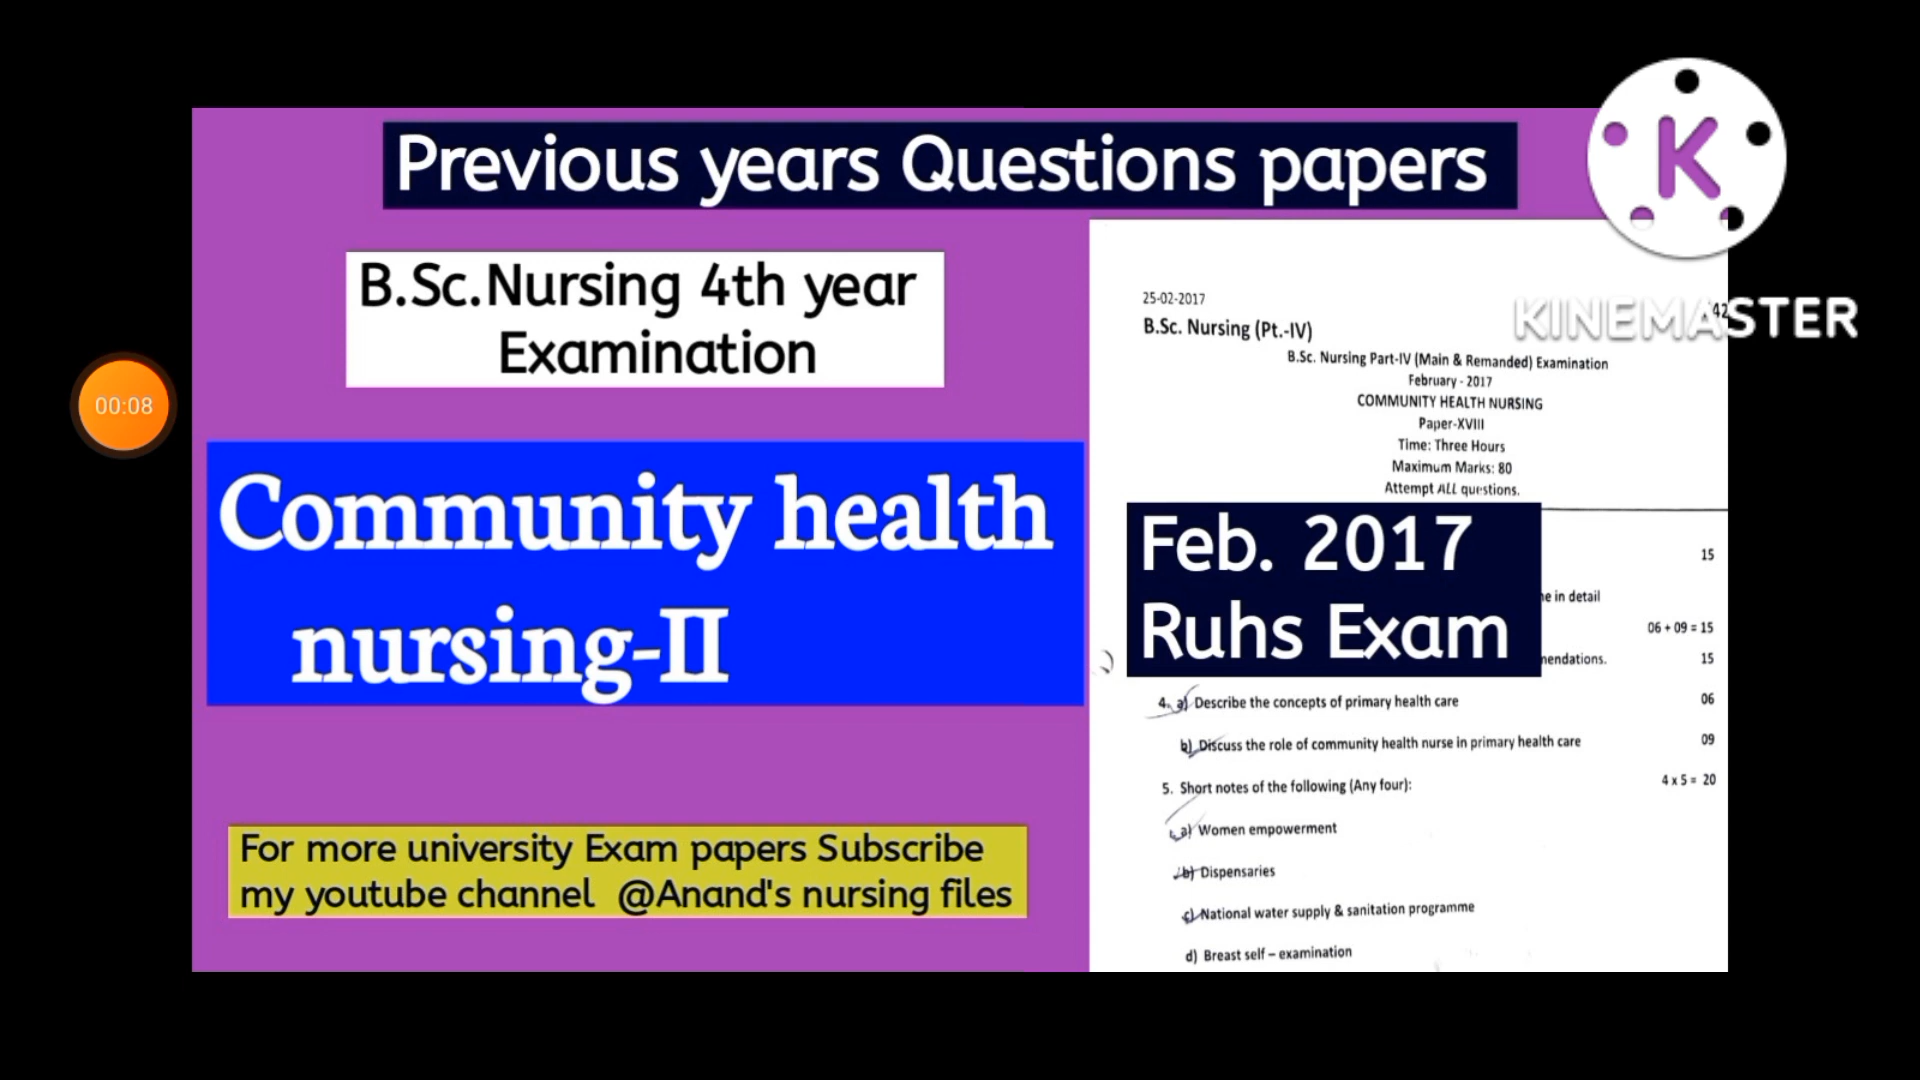 Previous years Questions papers
K
KINEMASTER
B.Sc.Nursing 4th year
Examination
00:08
Community health
nursing-II
For more university Exam papers Subscribe
my youtube channel @Anand's nursing files
25-02-2017
B.Sc. Nursing (Pt.-IV)
B.Sc. Nursing Part-IV (Main & Remanded) Examination
February - 2017
COMMUNITY HEALTH NURSING
Paper-XVIII
Time: Three Hours
Maximum Marks: 80
Attempt ALL questions.
Feb. 2017
Ruhs Exam
15
in detail
06 + 09 = 15
15
4. a) Describe the concepts of primary health care 06
b) Discuss the role of community health nurse in primary health care 09
5. Short notes of the following (Any four): 4 x 5 = 20
a) Women empowerment
b) Dispensaries
c) National water supply & sanitation programme
d) Breast self – examination